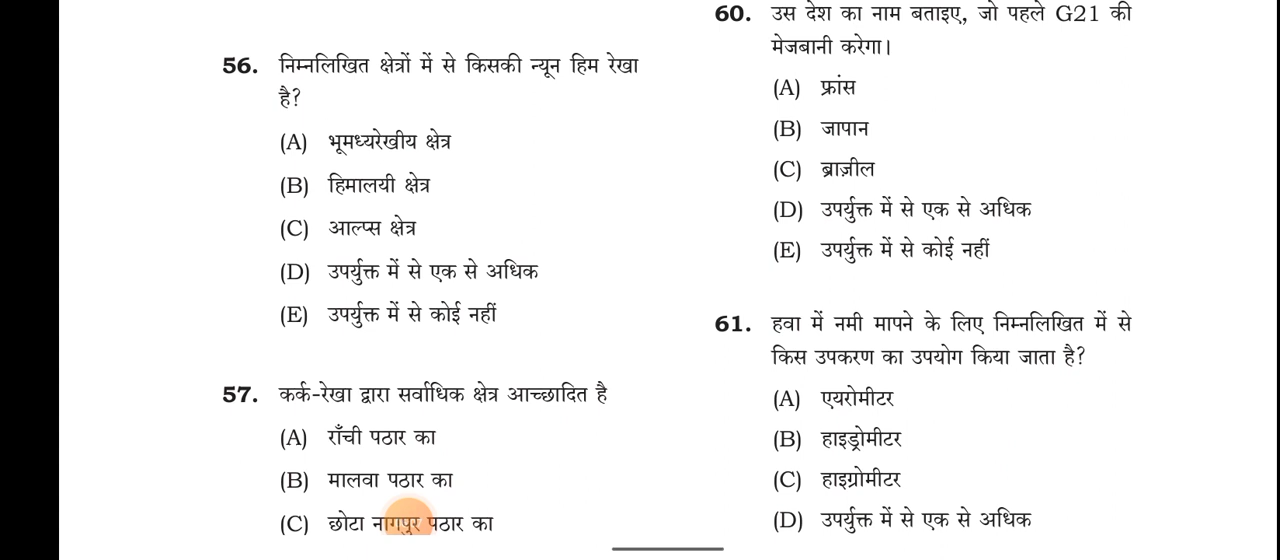 56. निम्नलिखित क्षेत्रों में से किसकी न्यून हिम रेखा
है?
(A) भूमध्यरेखीय क्षेत्र
(B) हिमालयी क्षेत्र
(C) आल्प्स क्षेत्र
(D) उपर्युक्त में से एक से अधिक
(E) उपर्युक्त में से कोई नहीं
57. कर्क-रेखा द्वारा सर्वाधिक क्षेत्र आच्छादित है
(A) राँची पठार का
(B) मालवा पठार का
(C) छोटा नागपुर पठार का
60. उस देश का नाम बताइए, जो पहले G21 की
मेजबानी करेगा।
(A) फ्रांस
(B) जापान
(C) ब्राज़ील
(D) उपर्युक्त में से एक से अधिक
(E) उपर्युक्त में से कोई नहीं
61. हवा में नमी मापने के लिए निम्नलिखित में से
किस उपकरण का उपयोग किया जाता है?
(A) एयरोमीटर
(B) हाइड्रोमीटर
(C) हाइग्रोमीटर
(D) उपर्युक्त में से एक से अधिक